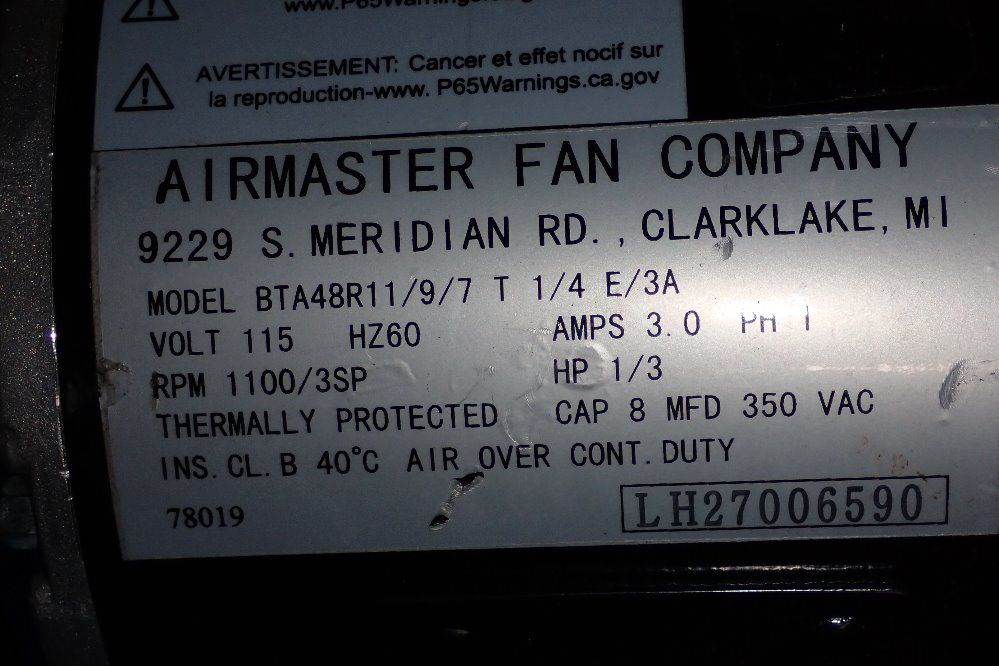 AVERTISSEMENT: Cancer et effet nocif sur
la reproduction-www. P65Warnings.ca.gov
AIRMASTER FAN COMPANY
9229 S. MERIDIAN RD., CLARKLAKE, MI
MODEL BTA48R11/9/7 T 1/4 E/3A
VOLT 115 HZ60 AMPS 3.0 PH 1
RPM 1100/3SP HP 1/3
THERMALLY PROTECTED CAP 8 MFD 350 VAC
INS. CL. B 40°C AIR OVER CONT. DUTY
78019 LH27006590